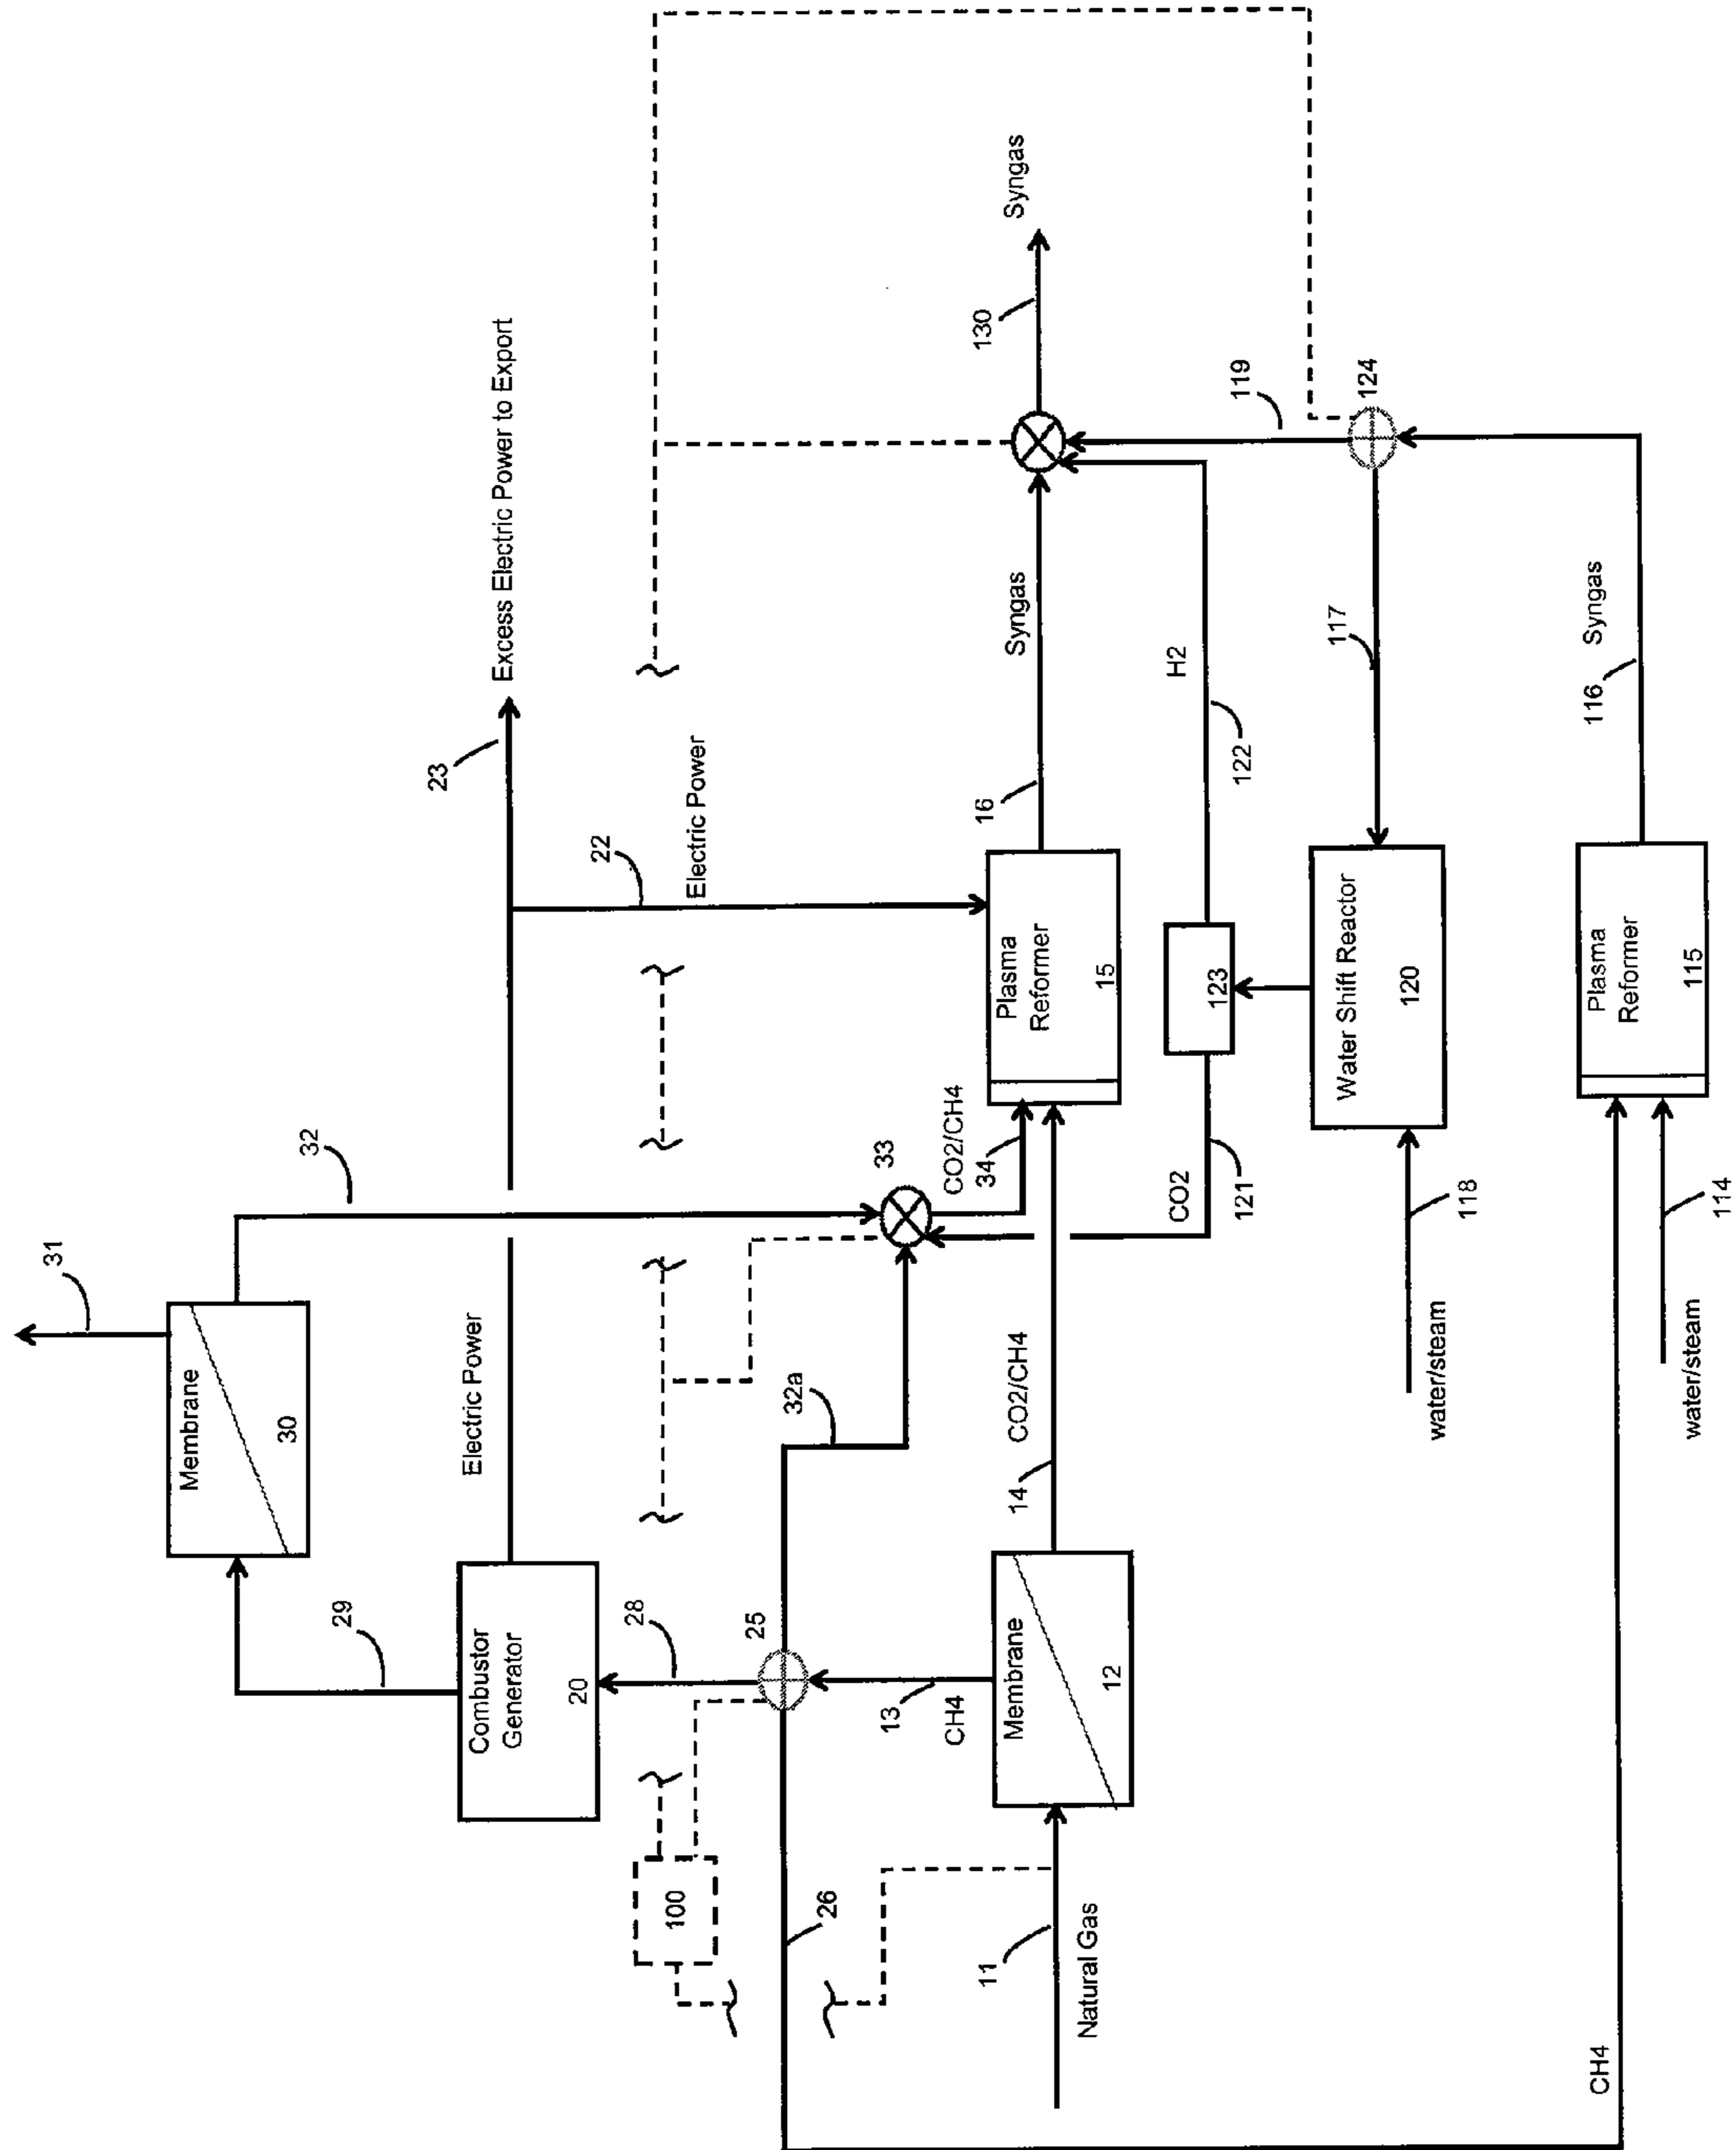 31
Membrane
30
32
29
23
Combustor
Generator
20
Electric Power
Excess Electric Power to Export
22
28
100
Electric Power
25
32a
26
33
13
CH4
CO2/CH4
34
130
Syngas
11
Natural Gas
Membrane
12
14
CO2/CH4
Plasma
Reformer
15
16
Syngas
CO2
121
123
H2
122
119
124
117
Water Shift Reactor
120
118
water/steam
CH4
Plasma
Reformer
115
116
Syngas
114
water/steam